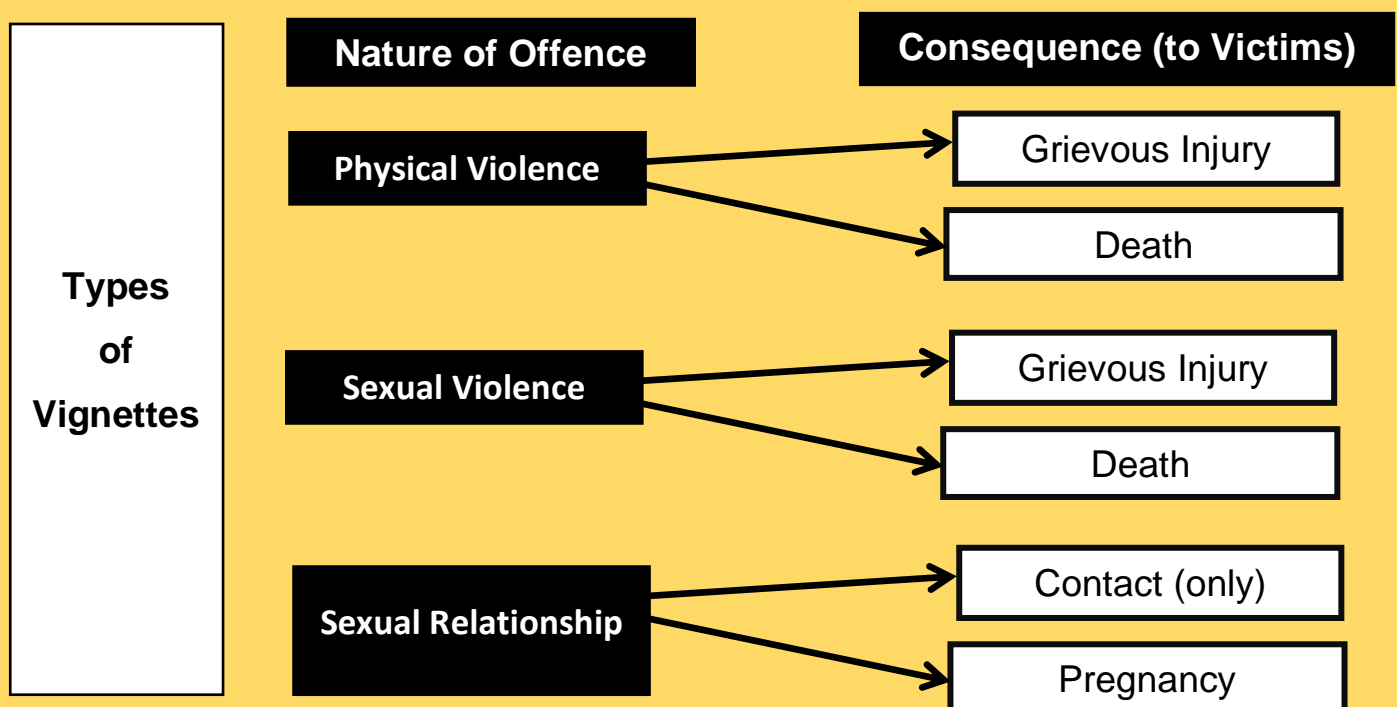 Types
of
Vignettes
Nature of Offence
Consequence (to Victims)
Physical Violence
Grievous Injury
Death
Sexual Violence
Grievous Injury
Death
Sexual Relationship
Contact (only)
Pregnancy